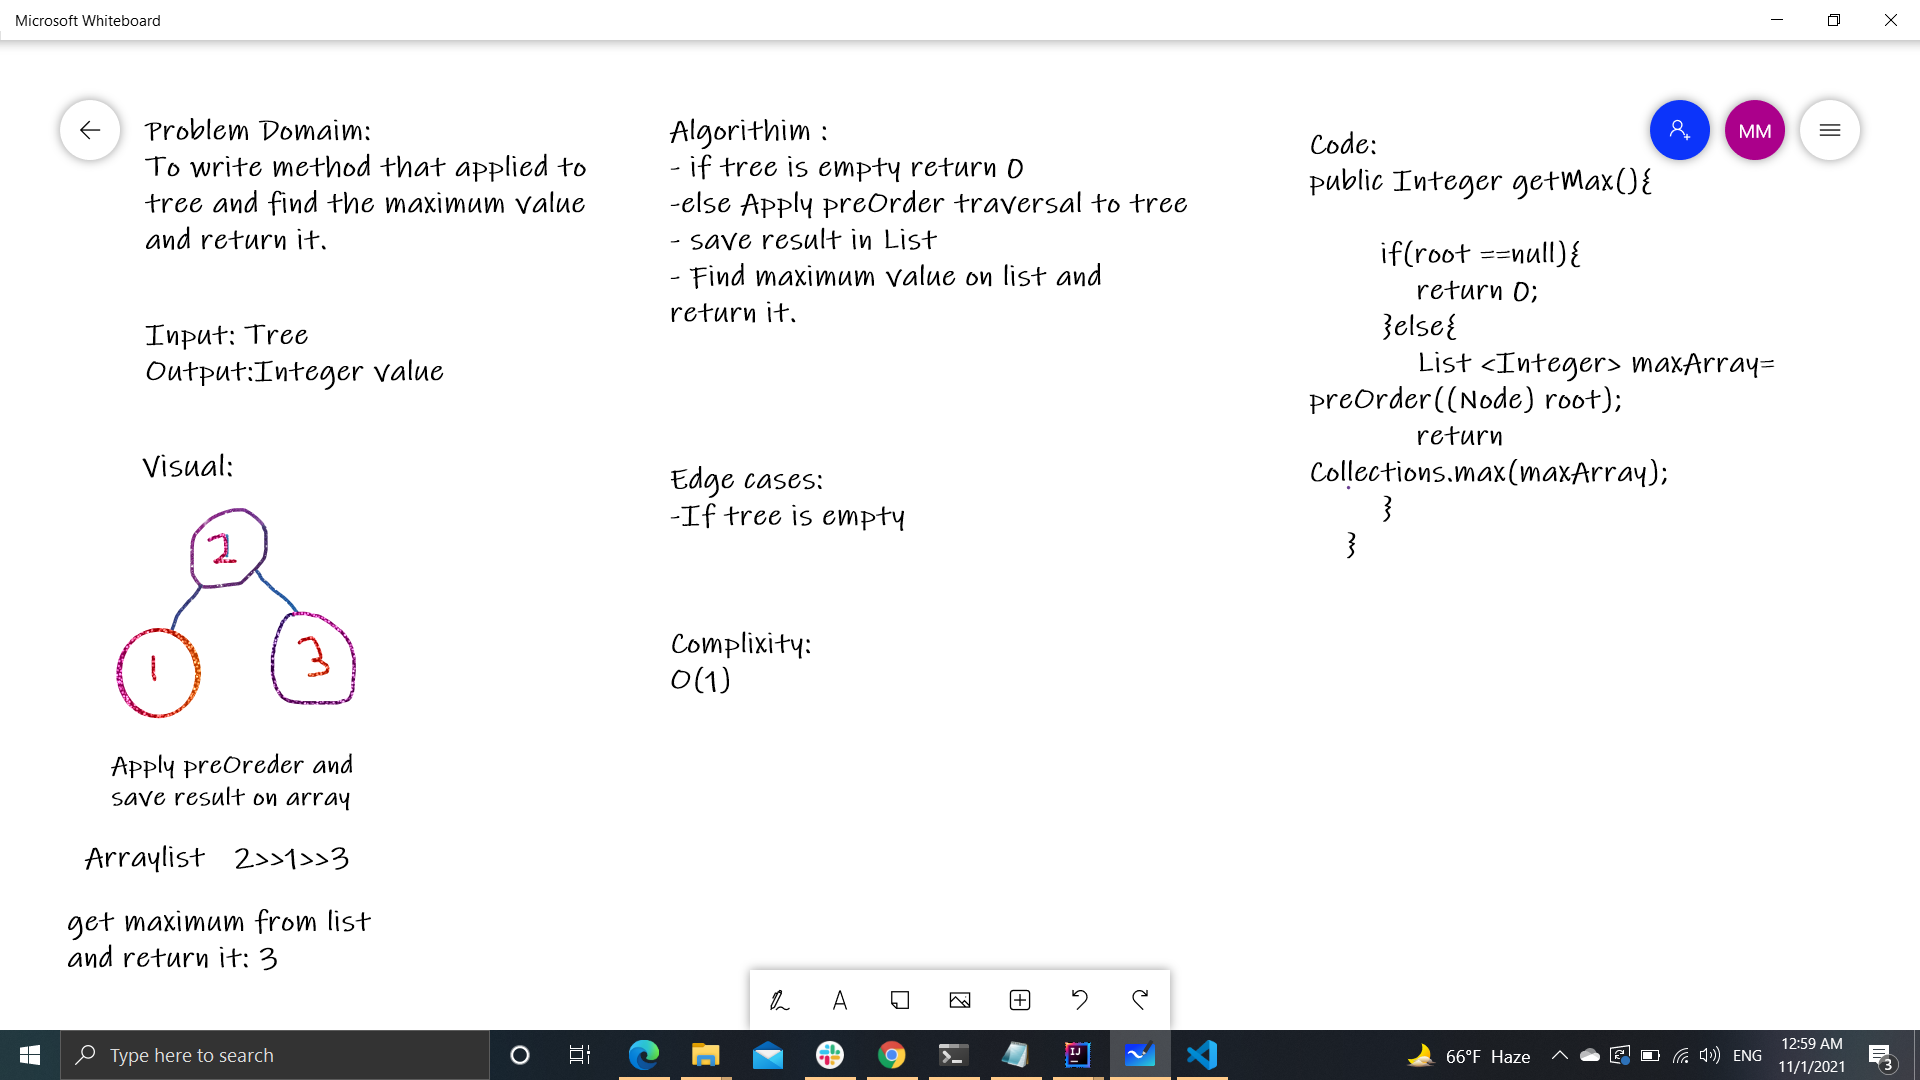 Microsoft Whiteboard
Problem Domaim:
To write method that applied to
tree and find the maximum value
and return it.
Input: Tree
Output:Integer value
Visual:
2
1
3
Apply preOreder and
save result on array
Arraylist 2>>1>>3
get maximum from list
and return it: 3
Algorithim :
- if tree is empty return 0
-else Apply preOrder traversal to tree
- save result in List
- Find maximum value on list and
return it.
Edge cases:
-If tree is empty
Complixity:
O(1)
Code:
public Integer getMax(){
if(root ==null){
return 0;
}else{
List <Integer> maxArray=
preOrder((Node) root);
return
Collections.max(maxArray);
}
}
MM
Type here to search
66°F Haze
ENG
12:59 AM
11/1/2021
3